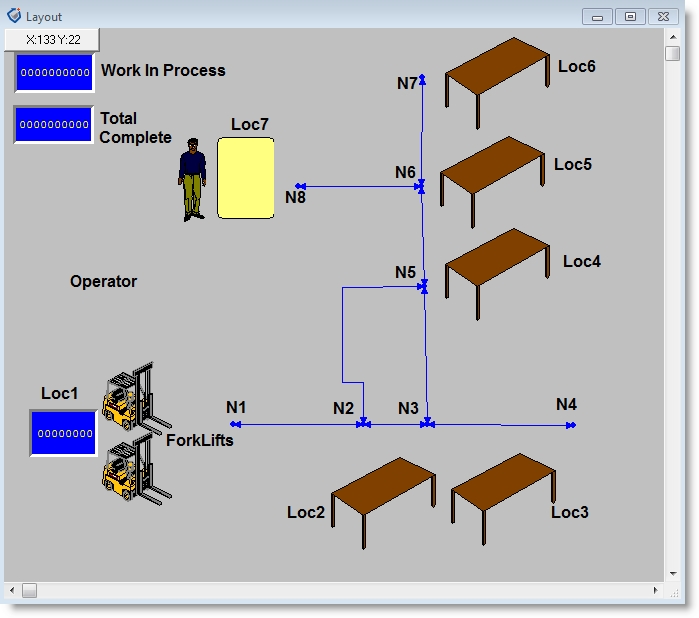 Layout
X:133 Y:22
0000000000
Work In Process
0000000000
Total
Complete
Loc7
N7
Loc6
N6
Loc5
N8
Operator
N5
Loc4
Loc1
00000000
ForkLifts
N1
N2
N3
N4
Loc2
Loc3